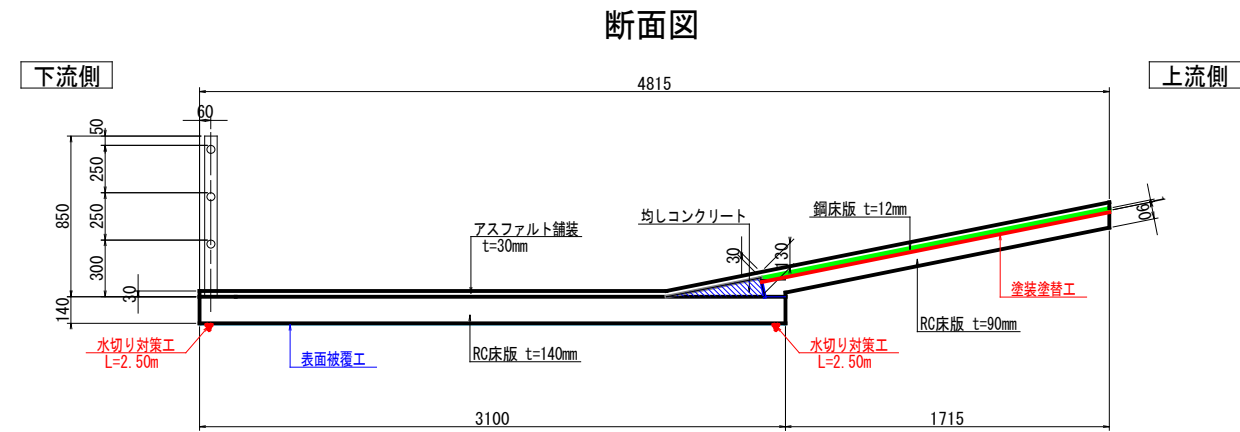 断面図
下流側
上流側
4815
60
50
250
250
300
850
30
140
アスファルト舗装
t=30mm
均しコンクリート
鋼床版 t=12mm
30
130
90
塗装塗替工
RC床版 t=90mm
水切り対策工
L=2.50m
表面被覆工
RC床版 t=140mm
水切り対策工
L=2.50m
3100
1715